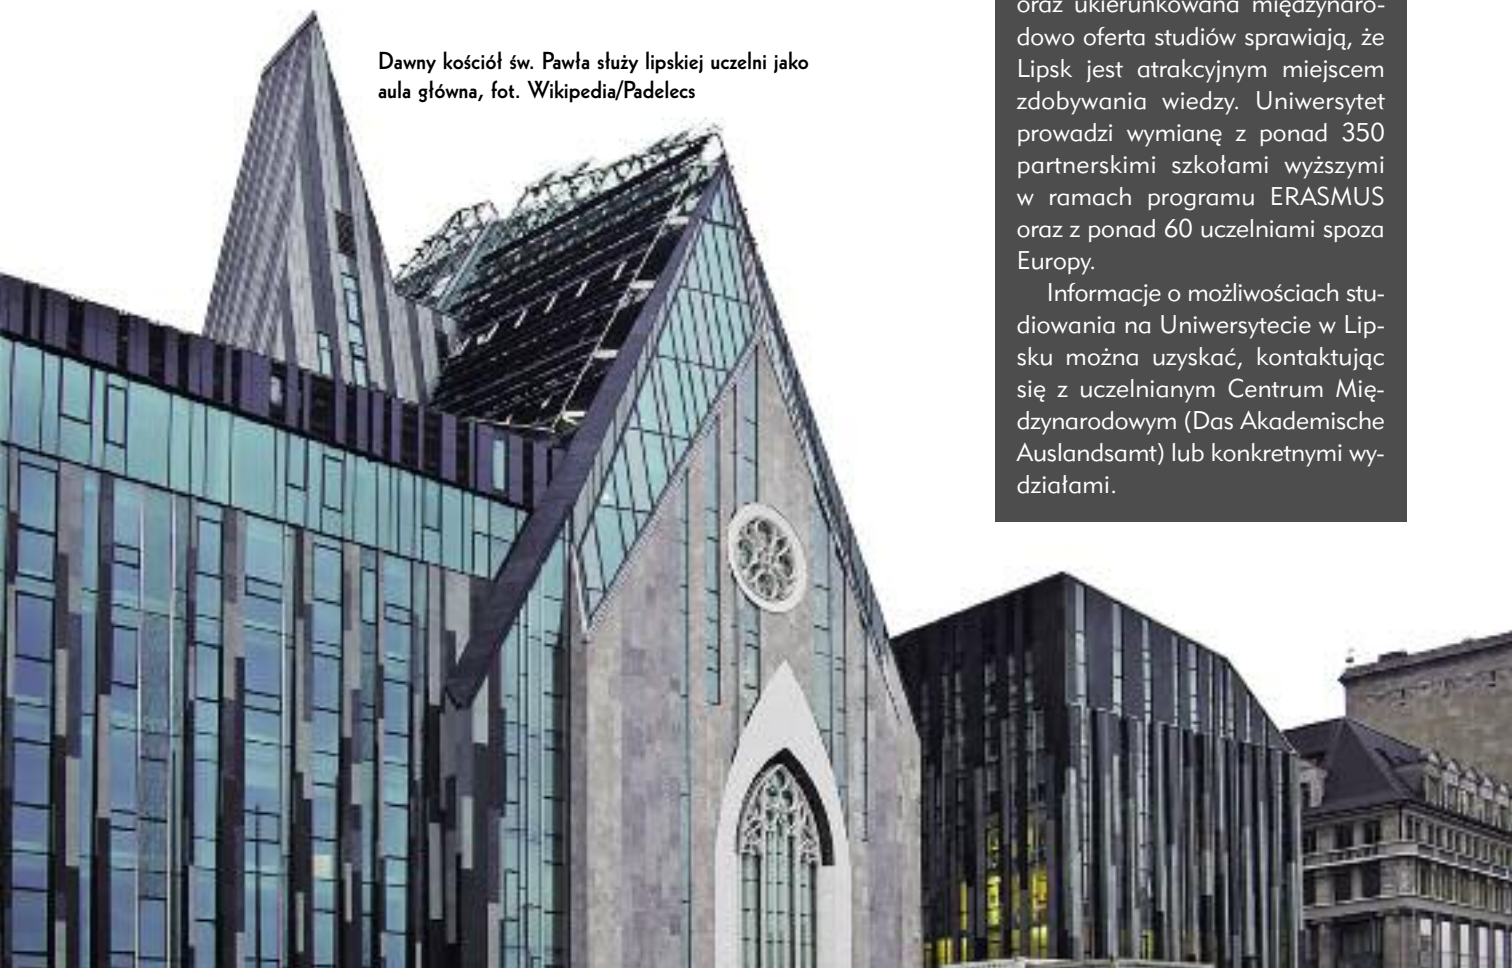 Dawny kościół św. Pawła służy lipskiej uczelni jako
aula główna, fot. Wikipedia/Padelecs
oraz ukierunkowana międzynaro-
dowo oferta studiów sprawiają, że
Lipsk jest atrakcyjnym miejscem
zdobywania wiedzy. Uniwersytet
prowadzi wymianę z ponad 350
partnerskimi szkołami wyższymi
w ramach programu ERASMUS
oraz z ponad 60 uczelniami spoza
Europy.
Informacje o możliwościach stu-
diowania na Uniwersytecie w Lip-
sku można uzyskać, kontaktując
się z uczelnianym Centrum Mię-
dzynarodowym (Das Akademische
Auslandsamt) lub konkretnymi wy-
działami.